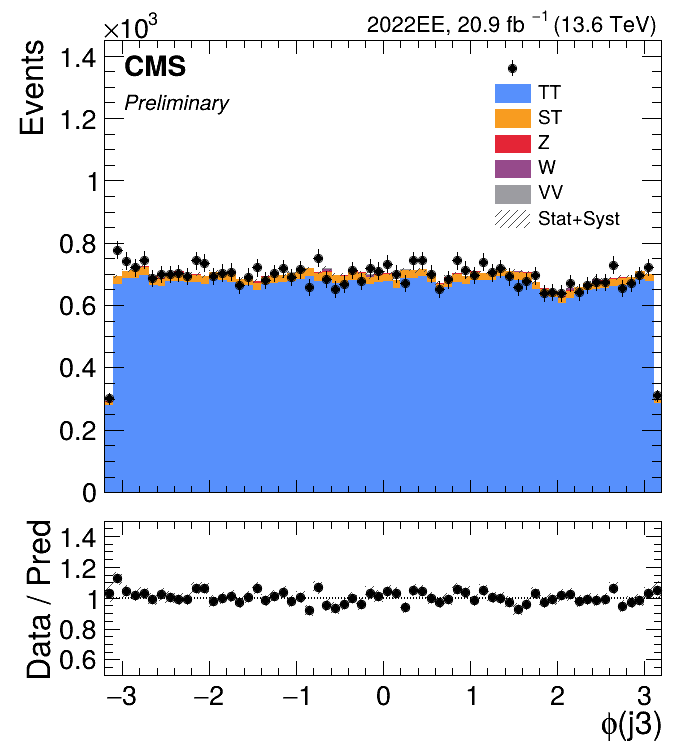 ×10³
2022EE, 20.9 fb ⁻¹ (13.6 TeV)
Events
CMS
Preliminary
TT
ST
Z
W
VV
Stat+Syst
1.4
1.2
1
0.8
0.6
0.4
0.2
0
Data / Pred
1.4
1.2
1
0.8
0.6
−3 −2 −1 0 1 2 3
ϕ(j3)